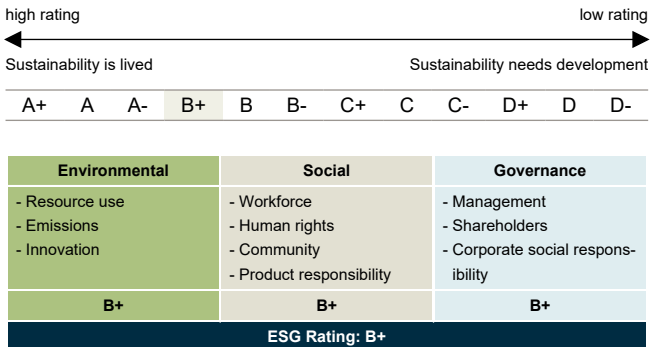 high rating low rating
Sustainability is lived Sustainability needs development
A+ A A- B+ B B- C+ C C- D+ D D-
Environmental Social Governance
- Resource use - Workforce - Management
- Emissions - Human rights - Shareholders
- Innovation - Community - Corporate social respons-
- Product responsibility ibility
B+ B+ B+
ESG Rating: B+